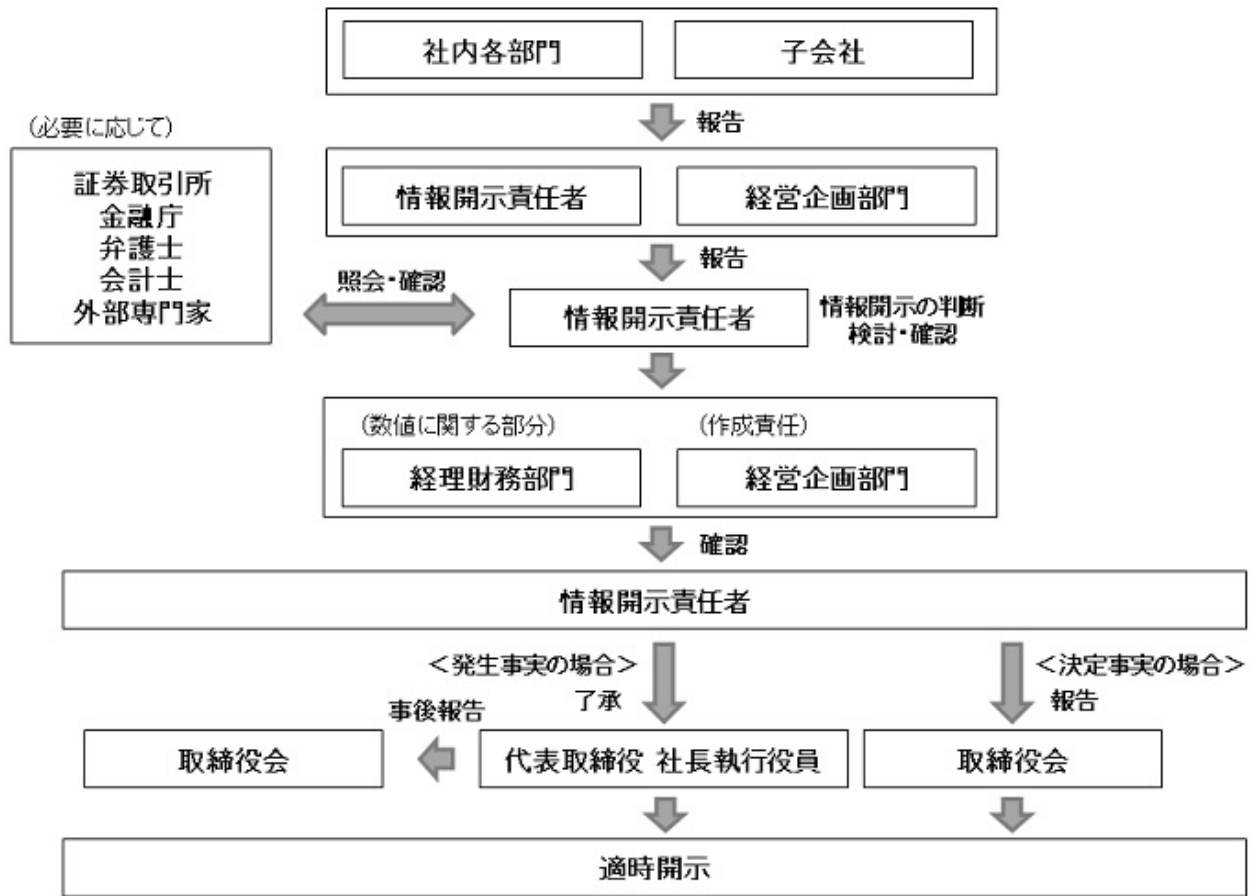 社内各部門
子会社
報告
(必要に応じて)
証券取引所
金融庁
弁護士
会計士
外部専門家
情報開示責任者
経営企画部門
報告
照会・確認
情報開示責任者
情報開示の判断
検討・確認
(数値に関する部分)
(作成責任)
経理財務部門
経営企画部門
確認
情報開示責任者
＜発生事実の場合＞
了承
＜決定事実の場合＞
報告
事後報告
取締役会
代表取締役 社長執行役員
取締役会
適時開示